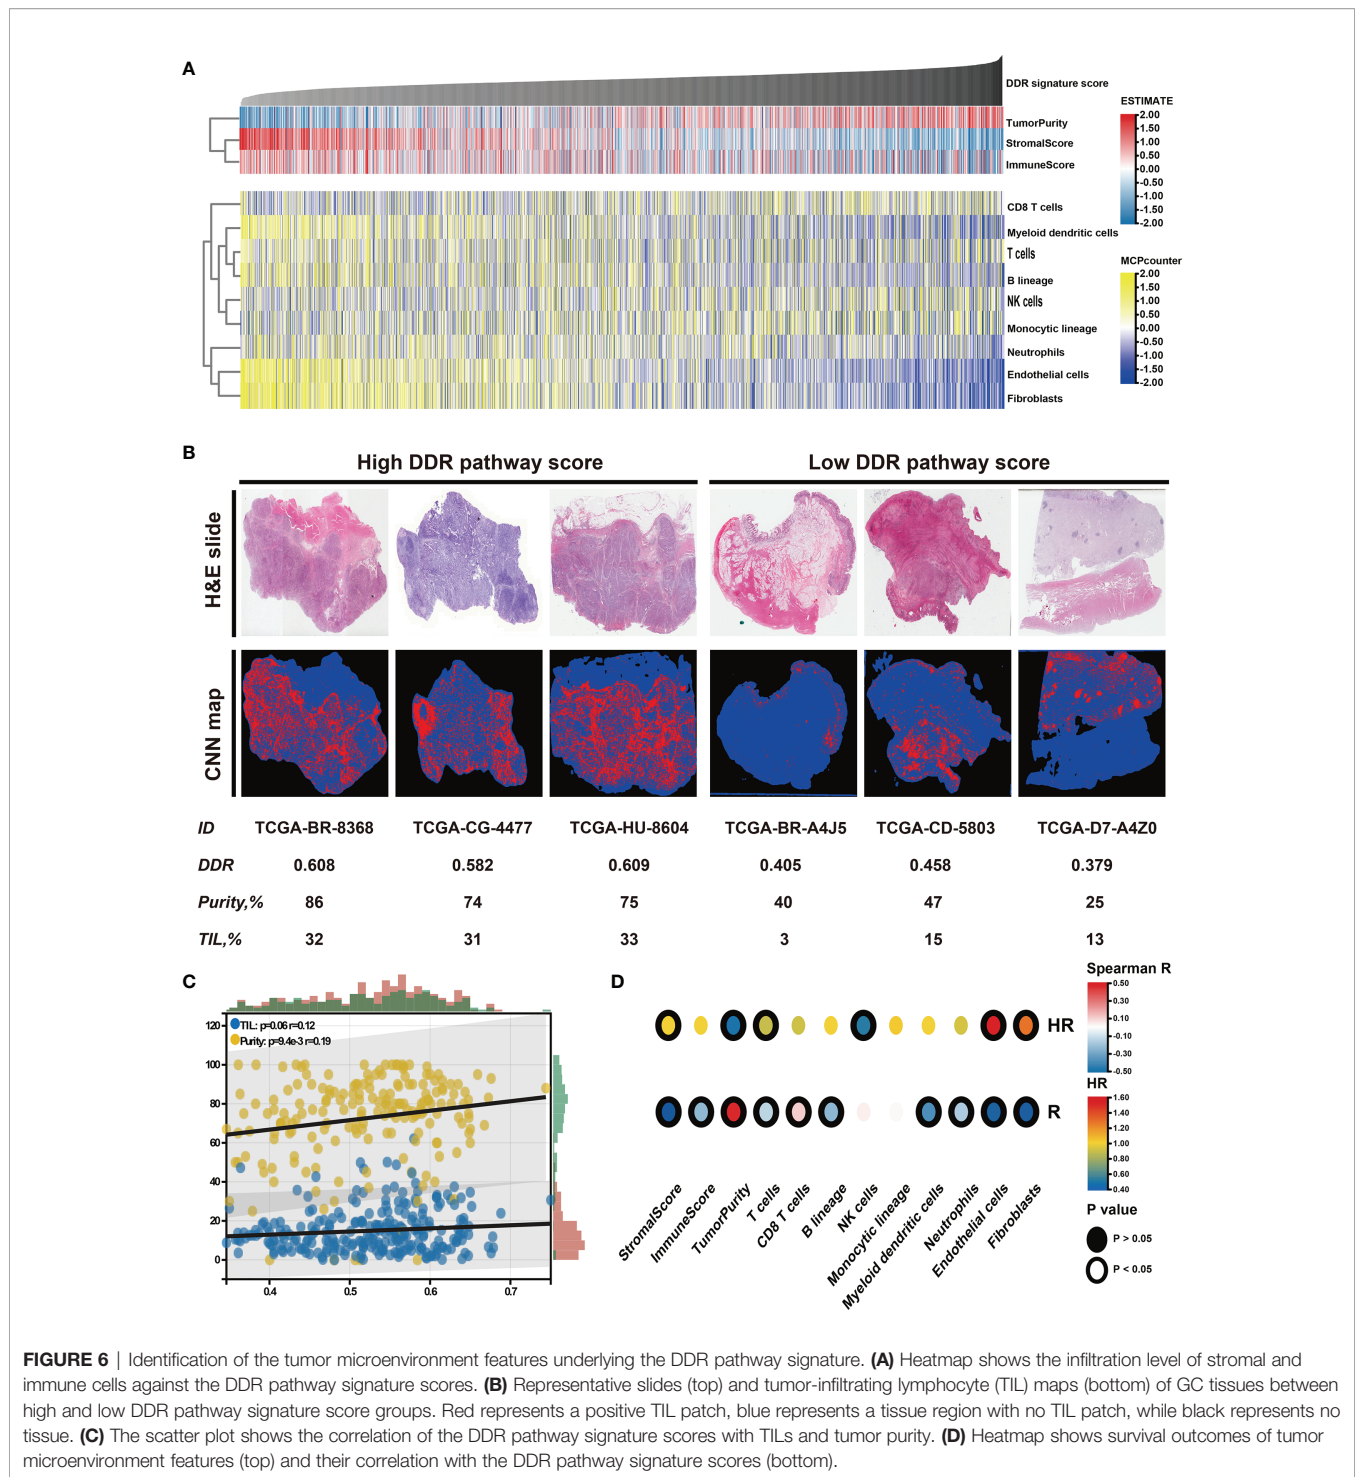 A
DDR signature score
TumorPurity
StromalScore
ImmuneScore
ESTIMATE
2.00
1.50
1.00
0.50
0.00
-0.50
-1.00
-1.50
-2.00
CD8 T cells
Myeloid dendritic cells
T cells
B lineage
NK cells
Monocytic lineage
Neutrophils
Endothelial cells
Fibroblasts
MCPcounter
2.00
1.50
1.00
0.50
0.00
-0.50
-1.00
-1.50
-2.00
B
High DDR pathway score
Low DDR pathway score
H&E slide
CNN map
ID TCGA-BR-8368 TCGA-CG-4477 TCGA-HU-8604 TCGA-BR-A4J5 TCGA-CD-5803 TCGA-D7-A4Z0
DDR 0.608 0.582 0.609 0.405 0.458 0.379
Purity,% 86 74 75 40 47 25
TIL,% 32 31 33 3 15 13
C
TIL: p=0.06 r=0.12
Purity: p=9.4e-3 r=0.19
120
100
80
60
40
20
0
0.4 0.5 0.6 0.7
D
HR
R
StromalScore
ImmuneScore
TumorPurity
T cells
CD8 T cells
B lineage
NK cells
Monocytic lineage
Myeloid dendritic cells
Neutrophils
Endothelial cells
Fibroblasts
Spearman R
0.50
0.30
0.10
-0.10
-0.30
-0.50
HR
1.60
1.40
1.20
1.00
0.80
0.60
0.40
P value
P > 0.05
P < 0.05
FIGURE 6 | Identification of the tumor microenvironment features underlying the DDR pathway signature. (A) Heatmap shows the infiltration level of stromal and
immune cells against the DDR pathway signature scores. (B) Representative slides (top) and tumor-infiltrating lymphocyte (TIL) maps (bottom) of GC tissues between
high and low DDR pathway signature score groups. Red represents a positive TIL patch, blue represents a tissue region with no TIL patch, while black represents no
tissue. (C) The scatter plot shows the correlation of the DDR pathway signature scores with TILs and tumor purity. (D) Heatmap shows survival outcomes of tumor
microenvironment features (top) and their correlation with the DDR pathway signature scores (bottom).